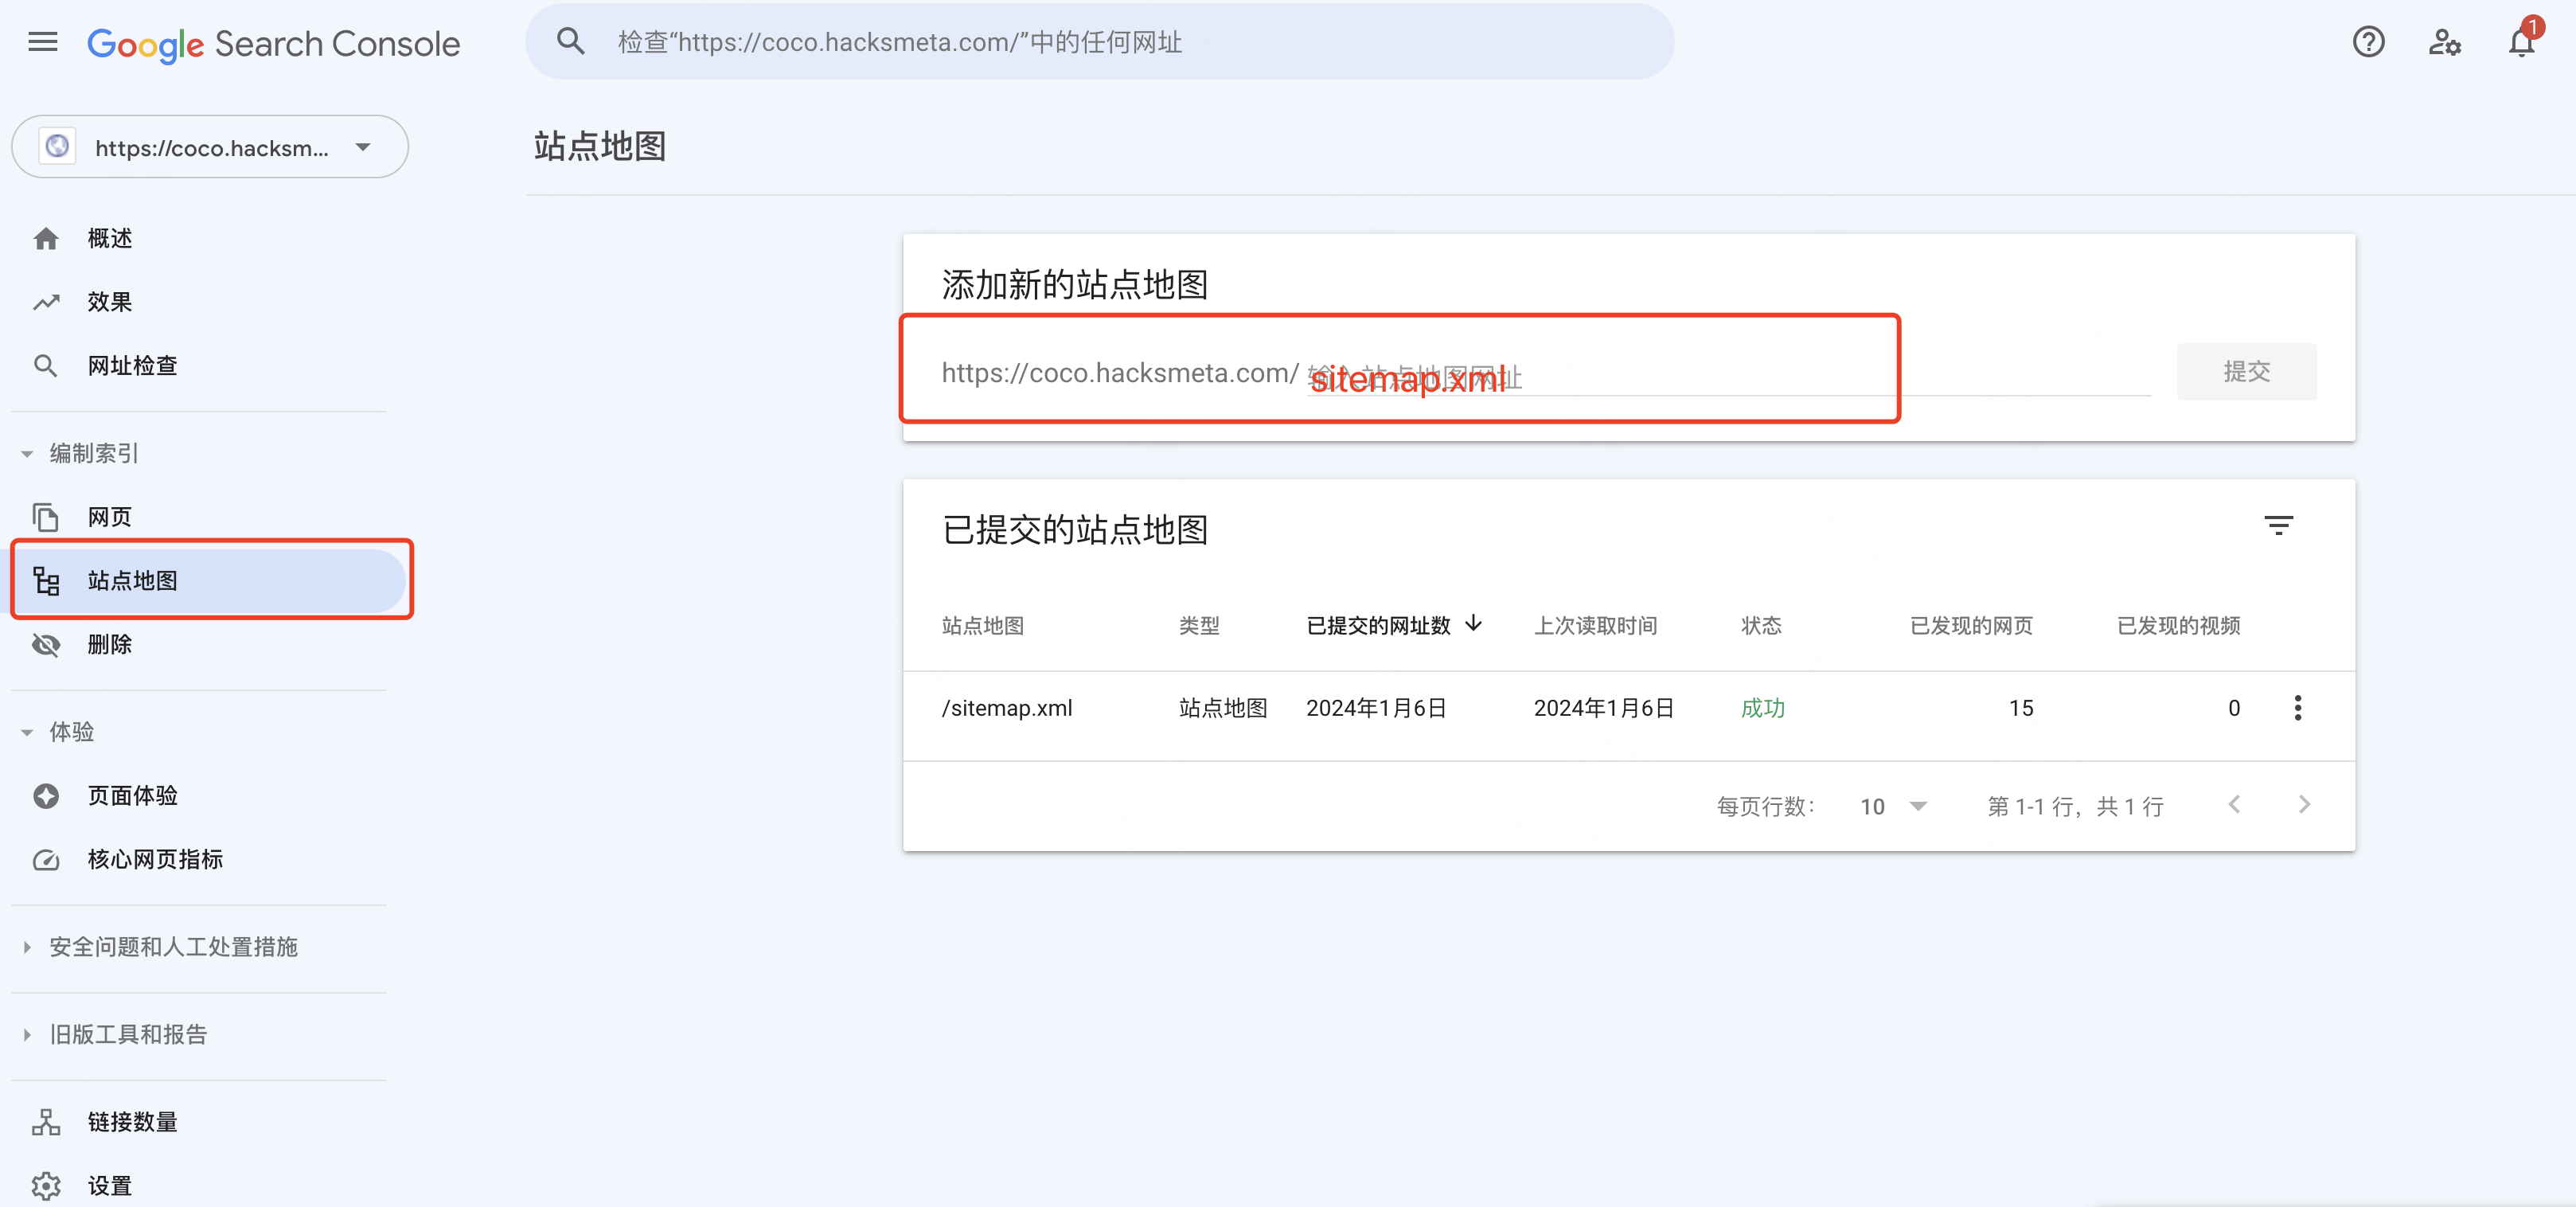 Google Search Console
检查“https://coco.hacksmeta.com/”中的任何网址
1
https://coco.hacksm...
站点地图
概述
效果
网址检查
编制索引
网页
站点地图
删除
体验
页面体验
核心网页指标
安全问题和人工处置措施
旧版工具和报告
链接数量
设置
添加新的站点地图
https://coco.hacksmeta.com/ 输入站点地图网址
sitemap.xml
提交
已提交的站点地图
站点地图 类型 已提交的网址数 上次读取时间 状态 已发现的网页 已发现的视频
/sitemap.xml 站点地图 2024年1月6日 2024年1月6日 成功 15 0
每页行数： 10 第 1-1 行，共 1 行